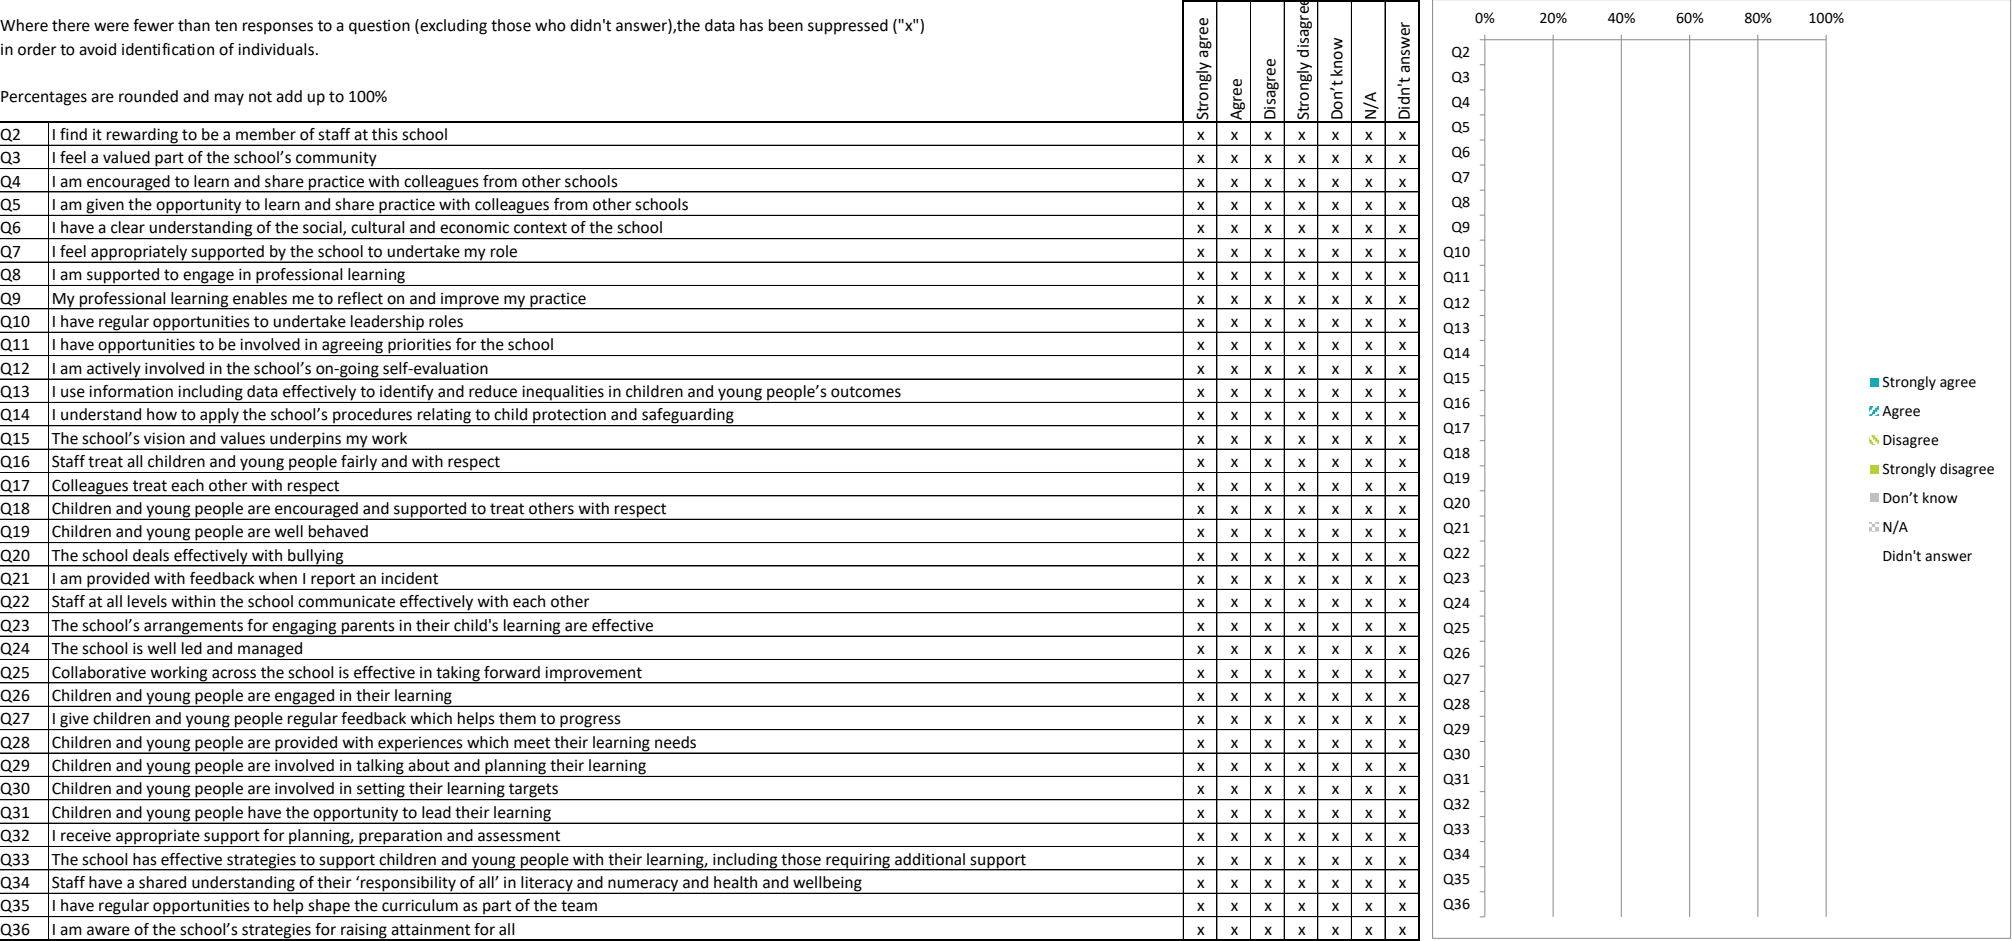 Where there were fewer than ten responses to a question (excluding those who didn't answer),the data has been suppressed ("x")
in order to avoid identification of individuals.
Percentages are rounded and may not add up to 100%
Strongly agree
Agree
Disagree
Strongly disagree
Don't know
N/A
Didn't answer
Q2 I find it rewarding to be a member of staff at this school x x x x x x x
Q3 I feel a valued part of the school’s community x x x x x x x
Q4 I am encouraged to learn and share practice with colleagues from other schools x x x x x x x
Q5 I am given the opportunity to learn and share practice with colleagues from other schools x x x x x x x
Q6 I have a clear understanding of the social, cultural and economic context of the school x x x x x x x
Q7 I feel appropriately supported by the school to undertake my role x x x x x x x
Q8 I am supported to engage in professional learning x x x x x x x
Q9 My professional learning enables me to reflect on and improve my practice x x x x x x x
Q10 I have regular opportunities to undertake leadership roles x x x x x x x
Q11 I have opportunities to be involved in agreeing priorities for the school x x x x x x x
Q12 I am actively involved in the school’s on-going self-evaluation x x x x x x x
Q13 I use information including data effectively to identify and reduce inequalities in children and young people’s outcomes x x x x x x x
Q14 I understand how to apply the school’s procedures relating to child protection and safeguarding x x x x x x x
Q15 The school’s vision and values underpins my work x x x x x x x
Q16 Staff treat all children and young people fairly and with respect x x x x x x x
Q17 Colleagues treat each other with respect x x x x x x x
Q18 Children and young people are encouraged and supported to treat others with respect x x x x x x x
Q19 Children and young people are well behaved x x x x x x x
Q20 The school deals effectively with bullying x x x x x x x
Q21 I am provided with feedback when I report an incident x x x x x x x
Q22 Staff at all levels within the school communicate effectively with each other x x x x x x x
Q23 The school’s arrangements for engaging parents in their child's learning are effective x x x x x x x
Q24 The school is well led and managed x x x x x x x
Q25 Collaborative working across the school is effective in taking forward improvement x x x x x x x
Q26 Children and young people are engaged in their learning x x x x x x x
Q27 I give children and young people regular feedback which helps them to progress x x x x x x x
Q28 Children and young people are provided with experiences which meet their learning needs x x x x x x x
Q29 Children and young people are involved in talking about and planning their learning x x x x x x x
Q30 Children and young people are involved in setting their learning targets x x x x x x x
Q31 Children and young people have the opportunity to lead their learning x x x x x x x
Q32 I receive appropriate support for planning, preparation and assessment x x x x x x x
Q33 The school has effective strategies to support children and young people with their learning, including those requiring additional support x x x x x x x
Q34 Staff have a shared understanding of their ‘responsibility of all’ in literacy and numeracy and health and wellbeing x x x x x x x
Q35 I have regular opportunities to help shape the curriculum as part of the team x x x x x x x
Q36 I am aware of the school’s strategies for raising attainment for all x x x x x x x
0% 20% 40% 60% 80% 100%
Q2
Q3
Q4
Q5
Q6
Q7
Q8
Q9
Q10
Q11
Q12
Q13
Q14
Q15
Q16
Q17
Q18
Q19
Q20
Q21
Q22
Q23
Q24
Q25
Q26
Q27
Q28
Q29
Q30
Q31
Q32
Q33
Q34
Q35
Q36
Strongly agree
Agree
Disagree
Strongly disagree
Don’t know
N/A
Didn't answer